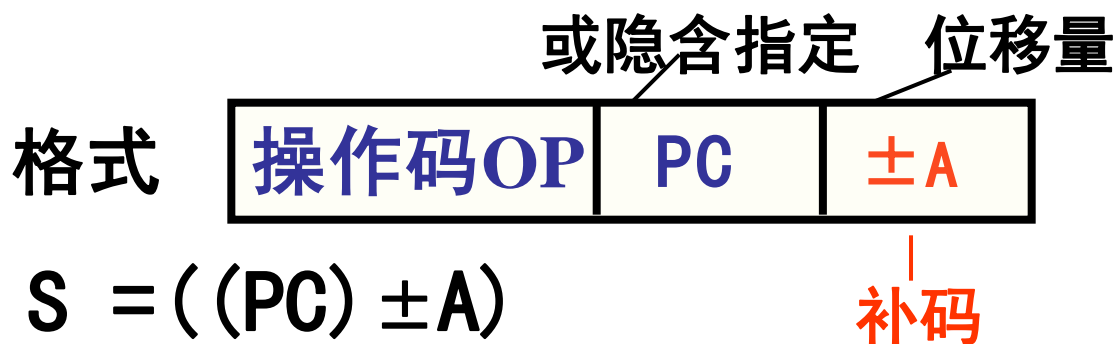 或隐含指定 位移量
格式 操作码OP PC ±A
S =((PC)±A) 补码